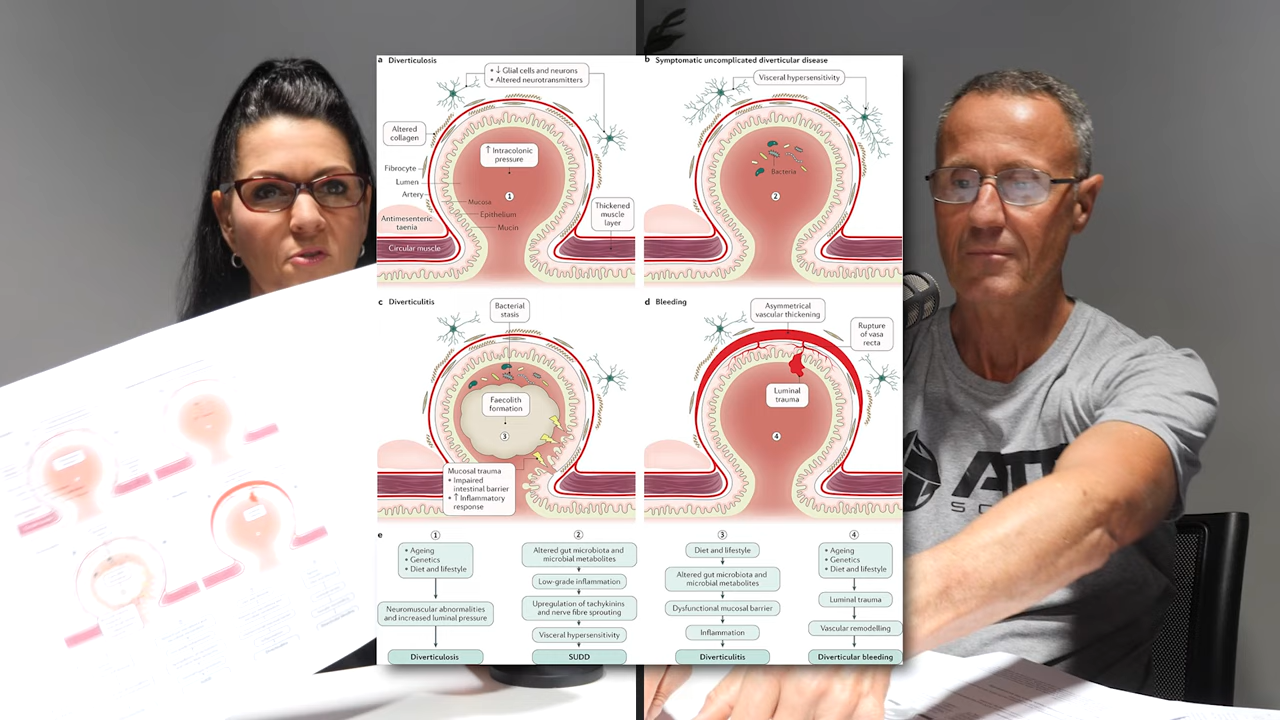 a Diverticulosis
• ↓ Glial cells and neurons
• Altered neurotransmitters
Altered
collagen
↑ Intracolonic
pressure
Fibrocyte
Lumen
Artery
1
Mucosa
Epithelium
Mucin
Antimesenteric
taenia
Thickened
muscle
layer
Circular muscle
b Symptomatic uncomplicated diverticular disease
Visceral hypersensitivity
Bacteria
2
c Diverticulitis
Bacterial
stasis
Faecolith
formation
3
Mucosal trauma
• Impaired
intestinal barrier
• ↑ Inflammatory
response
d Bleeding
Asymmetrical
vascular thickening
Rupture
of vasa
recta
Luminal
trauma
4
e
1
• Ageing
• Genetics
• Diet and lifestyle
Neuromuscular abnormalities
and increased luminal pressure
Diverticulosis
2
Altered gut microbiota and
microbial metabolites
Low-grade inflammation
Upregulation of tachykinins
and nerve fibre sprouting
Visceral hypersensitivity
SUDD
3
Diet and lifestyle
Altered gut microbiota and
microbial metabolites
Dysfunctional mucosal barrier
Inflammation
Diverticulitis
4
• Ageing
• Genetics
• Diet and lifestyle
Luminal trauma
Vascular remodelling
Diverticular bleeding